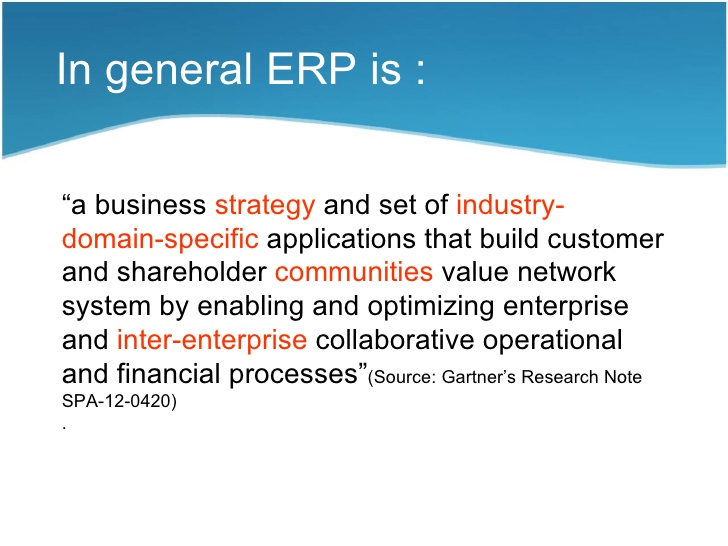 In general ERP is :
“a business strategy and set of industry-
domain-specific applications that build customer
and shareholder communities value network
system by enabling and optimizing enterprise
and inter-enterprise collaborative operational
and financial processes”(Source: Gartner’s Research Note
SPA-12-0420)
.